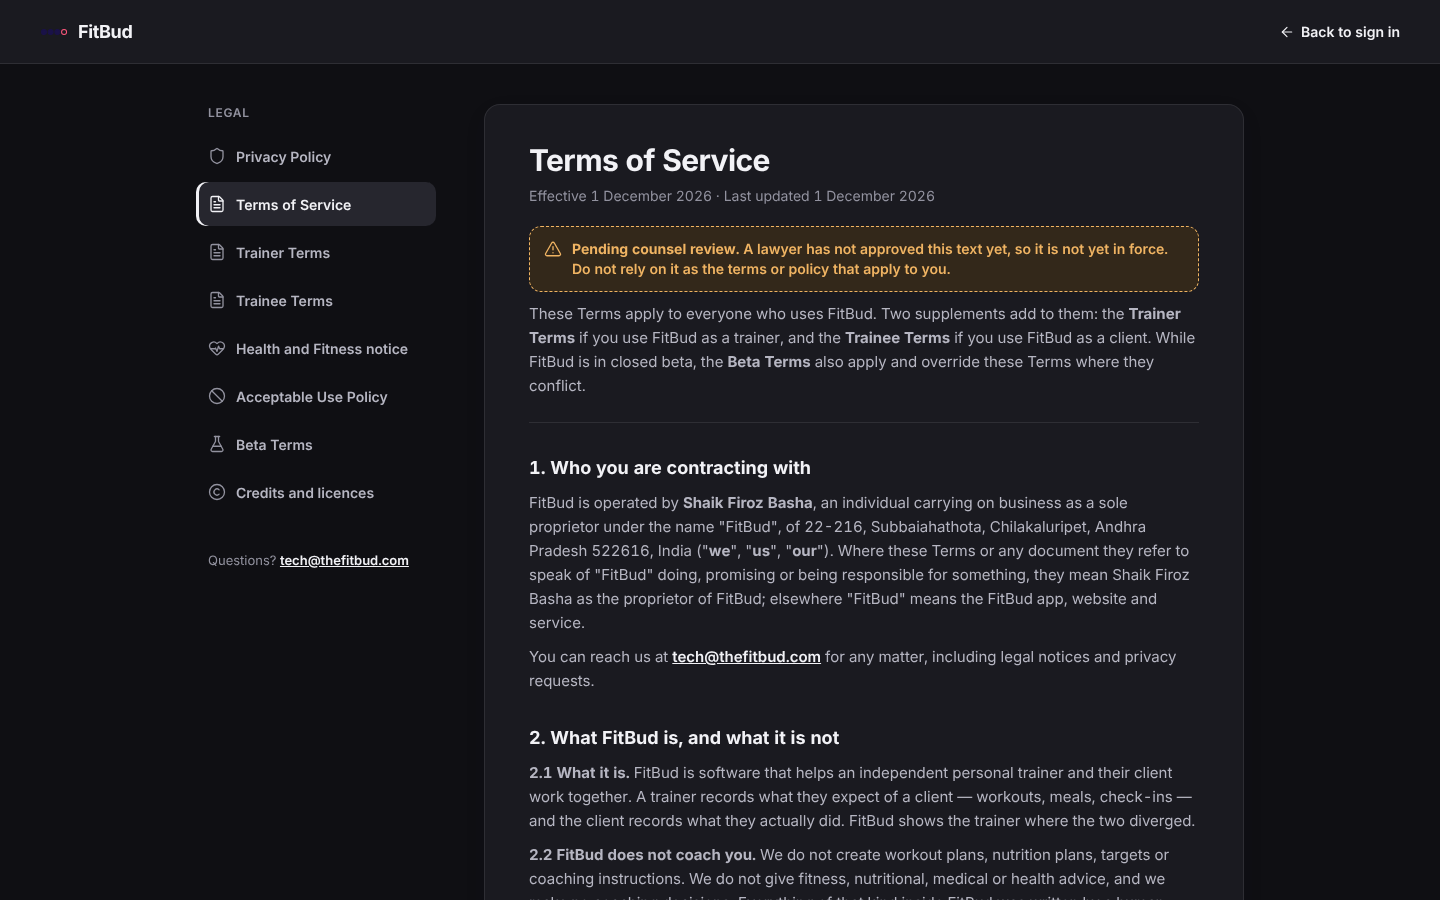 FitBud
Back to sign in
LEGAL
Privacy Policy
Terms of Service
Trainer Terms
Trainee Terms
Health and Fitness notice
Acceptable Use Policy
Beta Terms
Credits and licences
Questions? tech@thefitbud.com
Terms of Service
Effective 1 December 2026 · Last updated 1 December 2026
Pending counsel review. A lawyer has not approved this text yet, so it is not yet in force.
Do not rely on it as the terms or policy that apply to you.
These Terms apply to everyone who uses FitBud. Two supplements add to them: the Trainer
Terms if you use FitBud as a trainer, and the Trainee Terms if you use FitBud as a client. While
FitBud is in closed beta, the Beta Terms also apply and override these Terms where they
conflict.
1. Who you are contracting with
FitBud is operated by Shaik Firoz Basha, an individual carrying on business as a sole
proprietor under the name "FitBud", of 22-216, Subbaiahathota, Chilakaluripet, Andhra
Pradesh 522616, India ("we", "us", "our"). Where these Terms or any document they refer to
speak of "FitBud" doing, promising or being responsible for something, they mean Shaik Firoz
Basha as the proprietor of FitBud; elsewhere "FitBud" means the FitBud app, website and
service.
You can reach us at tech@thefitbud.com for any matter, including legal notices and privacy
requests.
2. What FitBud is, and what it is not
2.1 What it is. FitBud is software that helps an independent personal trainer and their client
work together. A trainer records what they expect of a client — workouts, meals, check-ins —
and the client records what they actually did. FitBud shows the trainer where the two diverged.
2.2 FitBud does not coach you. We do not create workout plans, nutrition plans, targets or
coaching instructions. We do not give fitness, nutritional, medical or health advice, and we